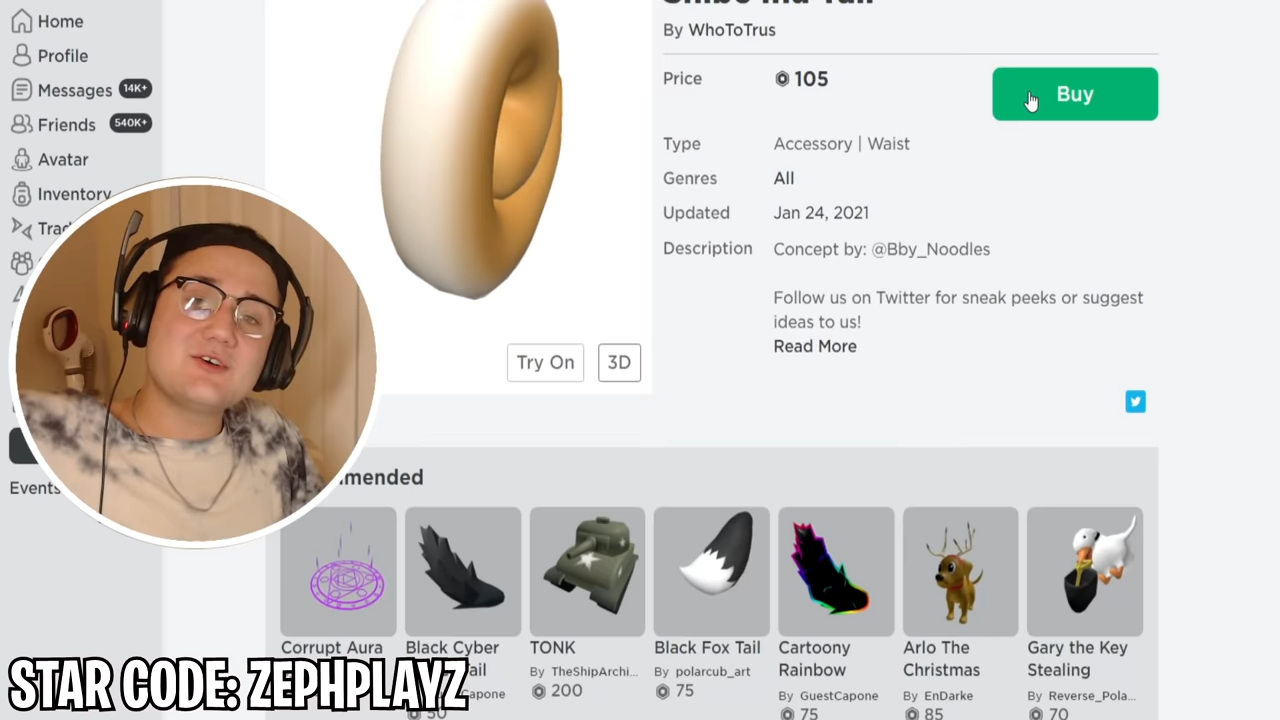 Home
Profile
Messages 14K+
Friends 540K+
Avatar
Inventory
Events
By WhoToTrus
Price 105
Buy
Type Accessory | Waist
Genres All
Updated Jan 24, 2021
Description Concept by: @Bby_Noodles
Follow us on Twitter for sneak peeks or suggest
ideas to us!
Read More
Try On 3D
Corrupt Aura
Black Cyber
TONK
By TheShipArchi...
200
Black Fox Tail
By polarcub_art
75
Cartoony
Rainbow
By GuestCapone
75
Arlo The
Christmas
By EnDarke
85
Gary the Key
Stealing
By Reverse_Pola...
70
STAR CODE: ZEPHPLAYZ